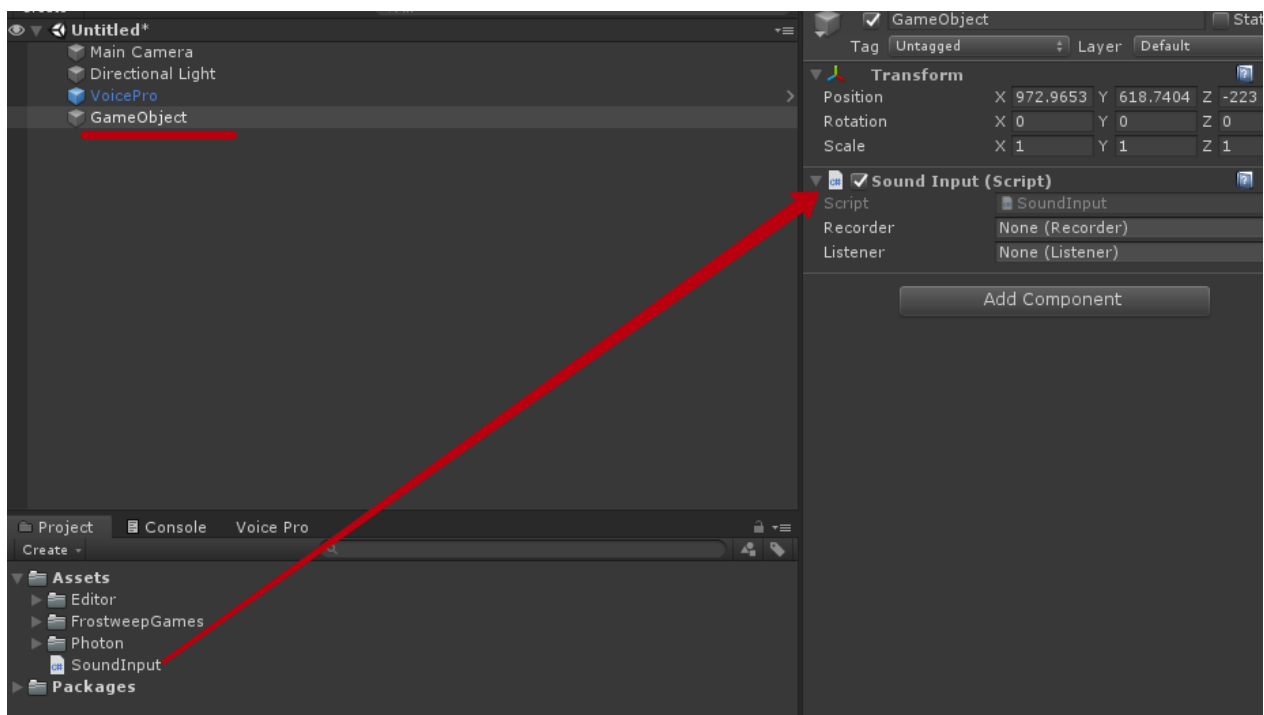 Untitled*
Main Camera
Directional Light
VoicePro
GameObject
Project Console Voice Pro
Create
Assets
Editor
FrostweepGames
Photon
SoundInput
Packages
GameObject Stat
Tag Untagged Layer Default
Transform
Position X 972.9653 Y 618.7404 Z -223
Rotation X 0 Y 0 Z 0
Scale X 1 Y 1 Z 1
Sound Input (Script)
Script SoundInput
Recorder None (Recorder)
Listener None (Listener)
Add Component